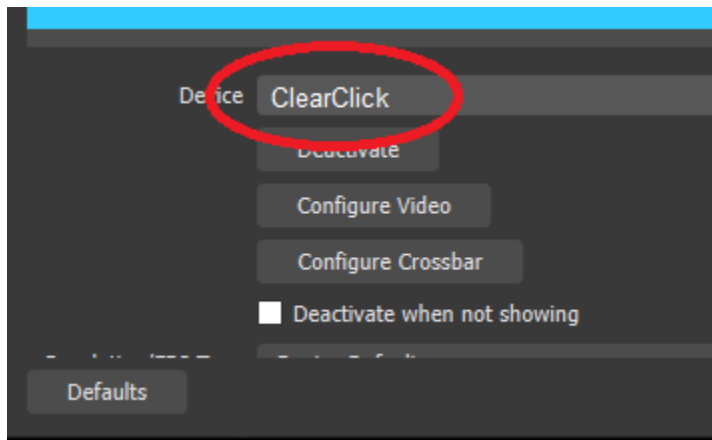 Device ClearClick
Deactivate
Configure Video
Configure Crossbar
Deactivate when not showing
Defaults